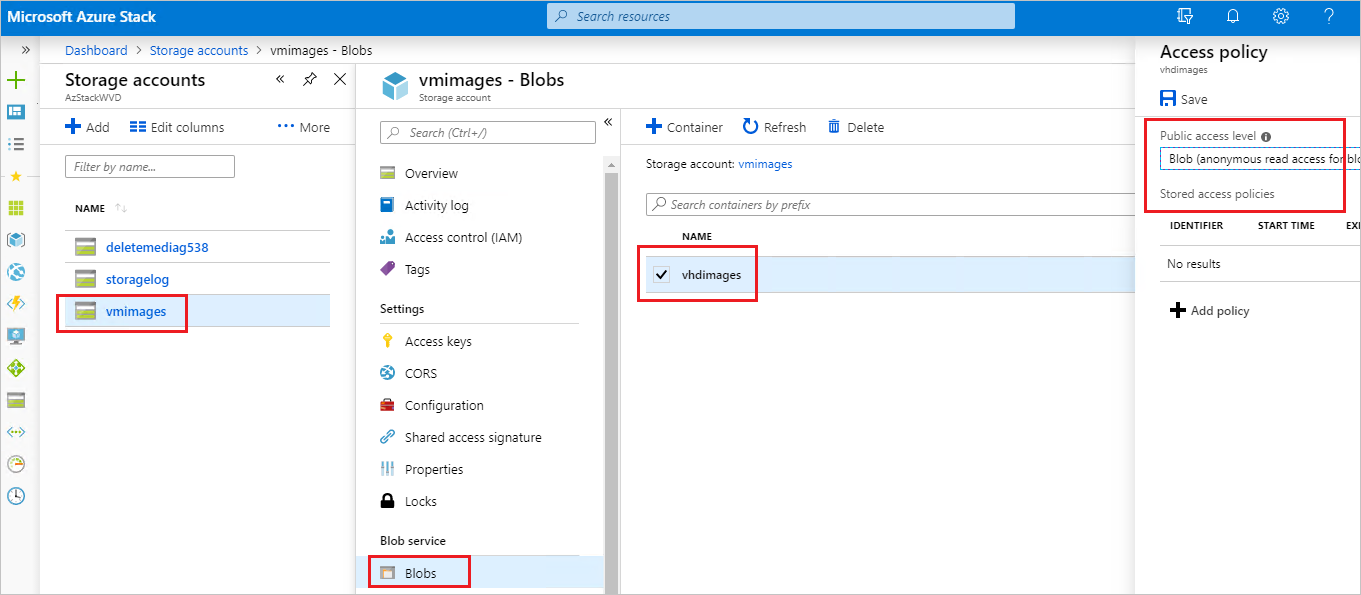 Microsoft Azure Stack
Search resources
Dashboard > Storage accounts > vmimages - Blobs
Storage accounts
AzStackWVD
Add
Edit columns
More
Filter by name...
NAME
deletemediag538
storagelog
vmimages
vmimages - Blobs
Storage account
Search (Ctrl+/)
Overview
Activity log
Access control (IAM)
Tags
Settings
Access keys
CORS
Configuration
Shared access signature
Properties
Locks
Blob service
Blobs
Container
Refresh
Delete
Storage account: vmimages
Search containers by prefix
NAME
vhdimages
Access policy
vhdimages
Save
Public access level
Blob (anonymous read access for blo
Stored access policies
IDENTIFIER START TIME EXI
No results
Add policy